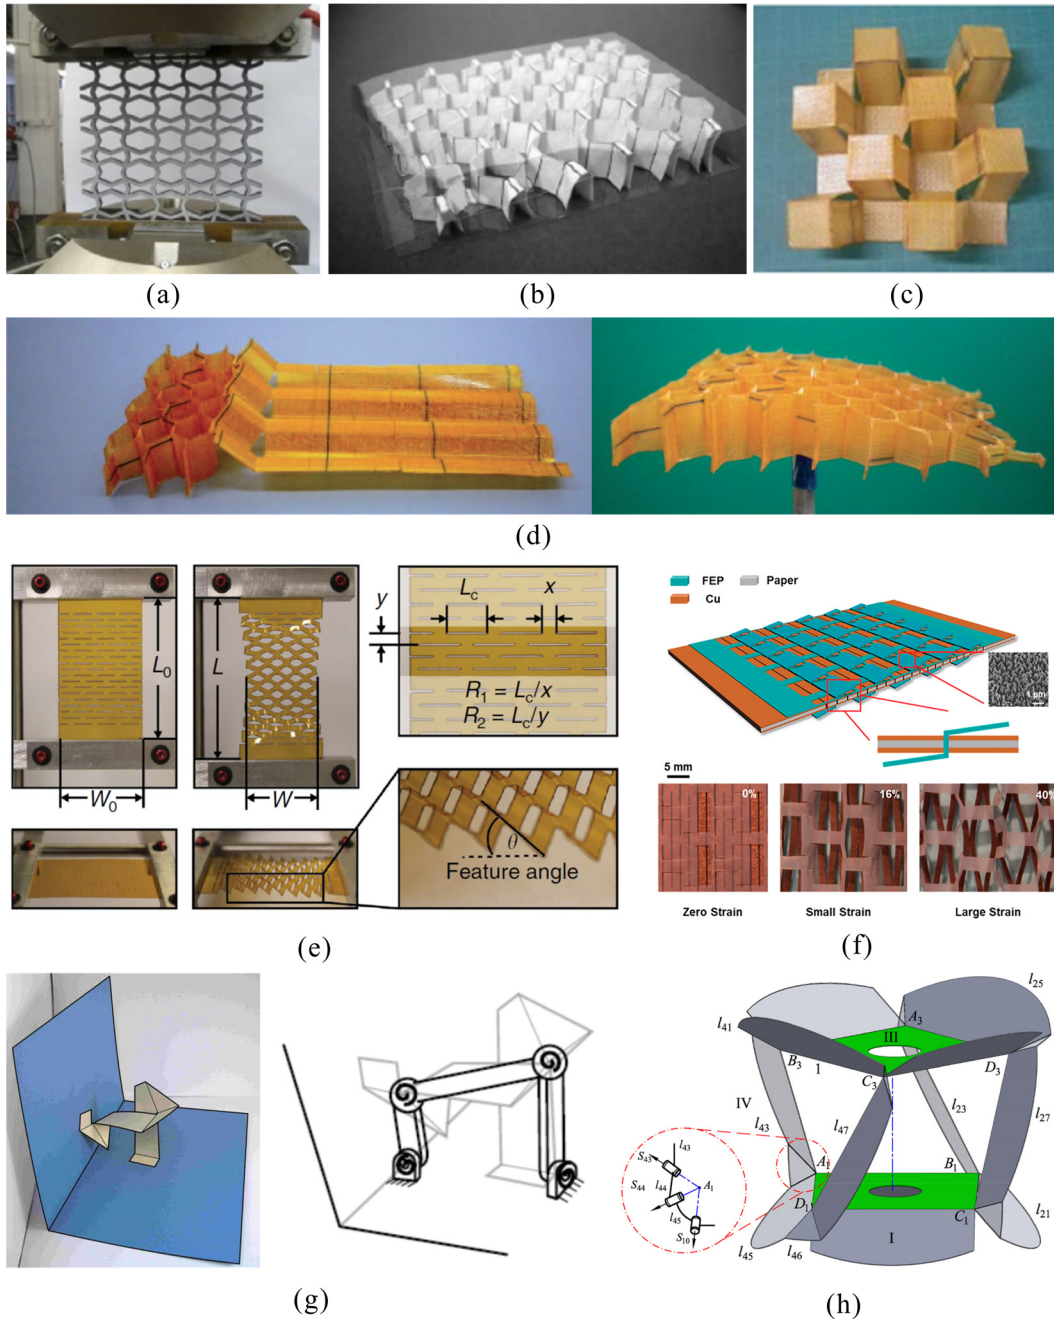 (a)
(b)
(c)
(d)
L0
W0
L
W
y
Lc
x
R1 = Lc/x
R2 = Lc/y
θ
Feature angle
(e)
FEP
Paper
Cu
1 μm
5 mm
0%
16%
40%
Zero Strain
Small Strain
Large Strain
(f)
(g)
l25
l41
A3
III
B3
1
C3
D3
IV
l43
l47
l23
l27
l43
S43
S44
l44
A1
l45
S10
A1
D1
B1
C1
l21
l45
l46
I
(h)